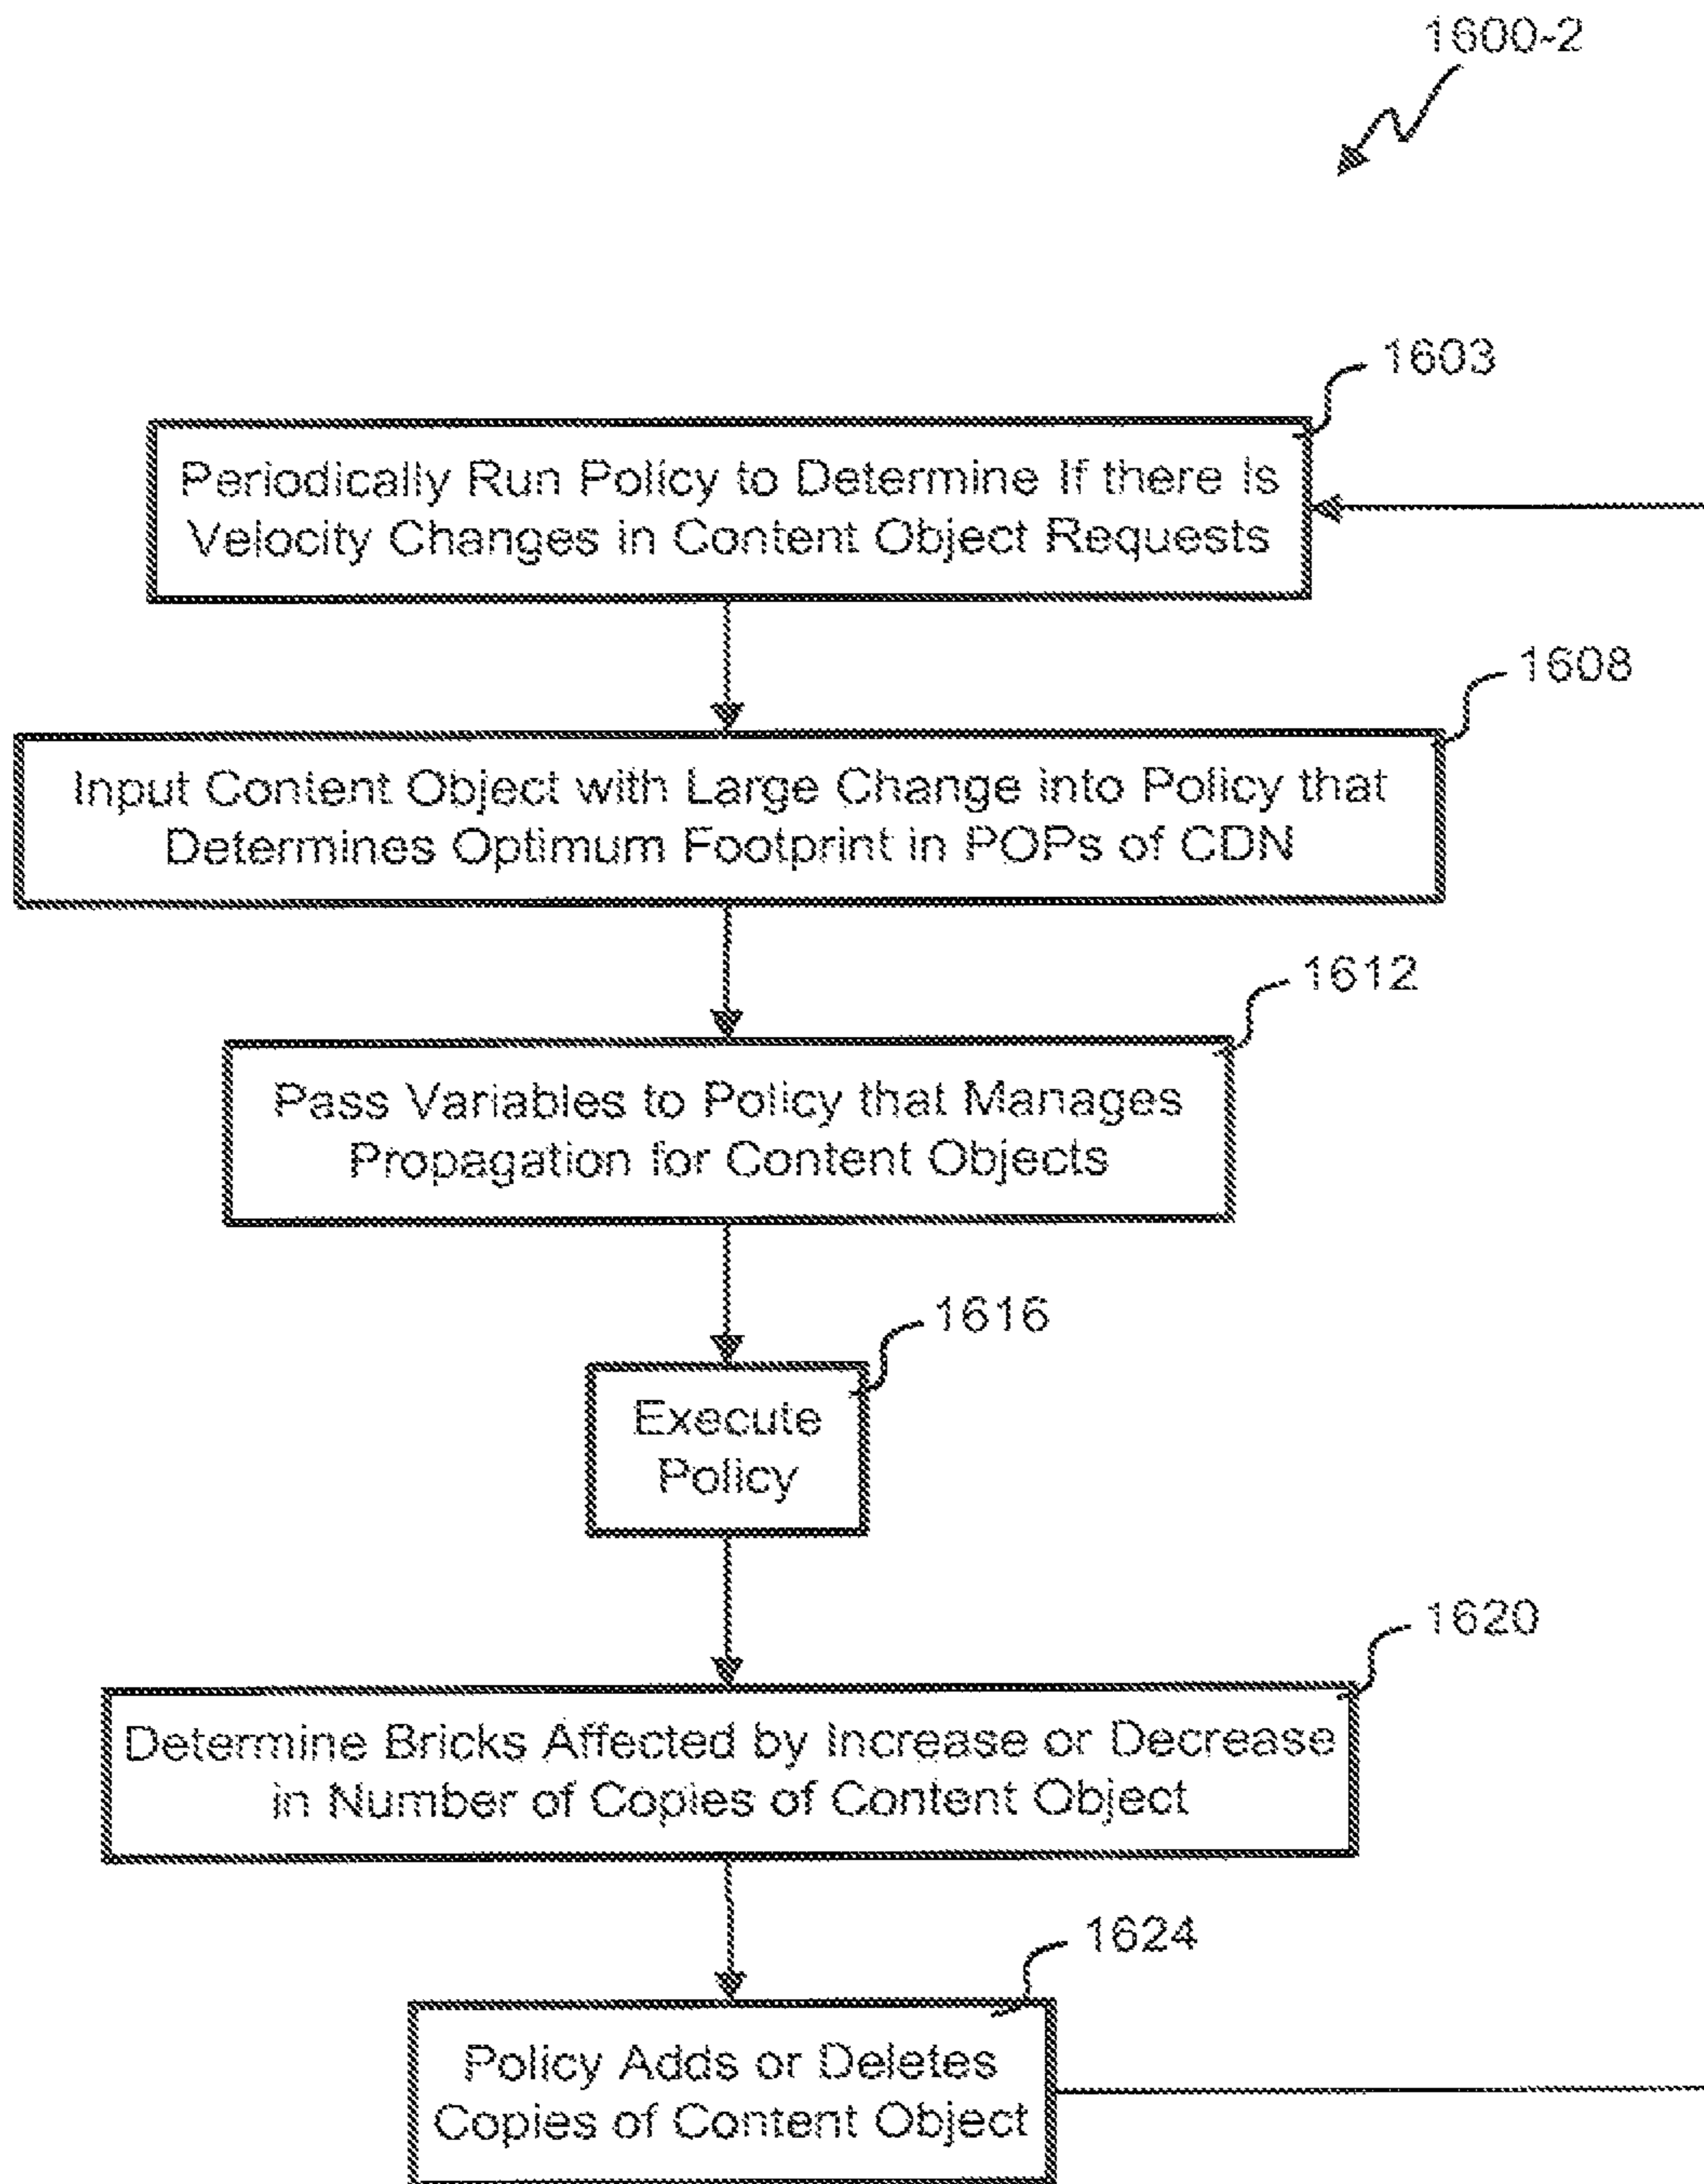 1600-2
1603
Periodically Run Policy to Determine If there is
Velocity Changes in Content Object Requests
1608
Input Content Object with Large Change into Policy that
Determines Optimum Footprint in POPs of CDN
1612
Pass Variables to Policy that Manages
Propagation for Content Objects
1616
Execute
Policy
1620
Determine Bricks Affected by Increase or Decrease
in Number of Copies of Content Object
1624
Policy Adds or Deletes
Copies of Content Object